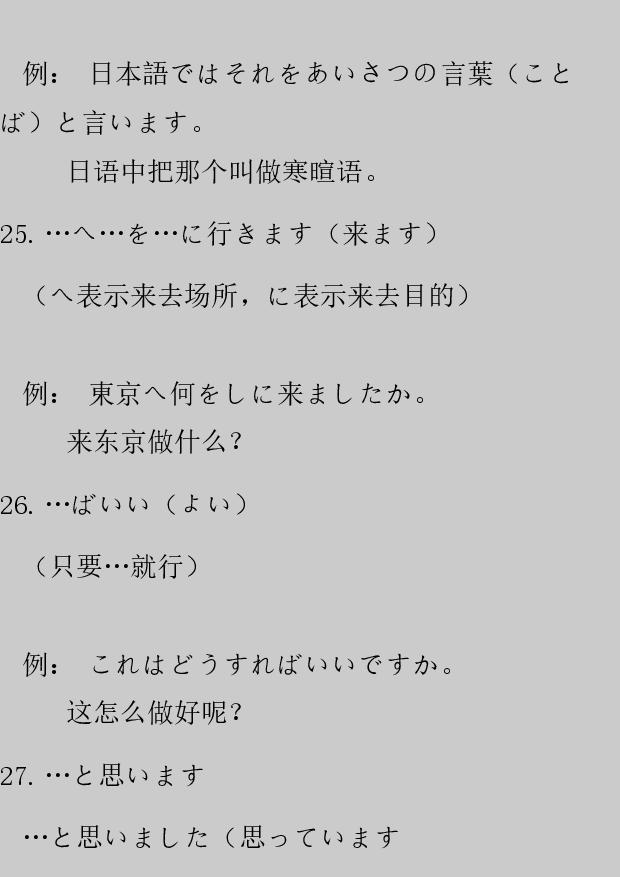 例： 日本語ではそれをあいさつの言葉（こと
ば）と言います。
日语中把那个叫做寒暄语。
25. …へ…を…に行きます（来ます）
（へ表示来去场所，に表示来去目的）
例： 東京へ何をしに来ましたか。
来东京做什么？
26. …ばいい（よい）
（只要…就行）
例： これはどうすればいいですか。
这怎么做好呢？
27. …と思います
…と思いました（思っています